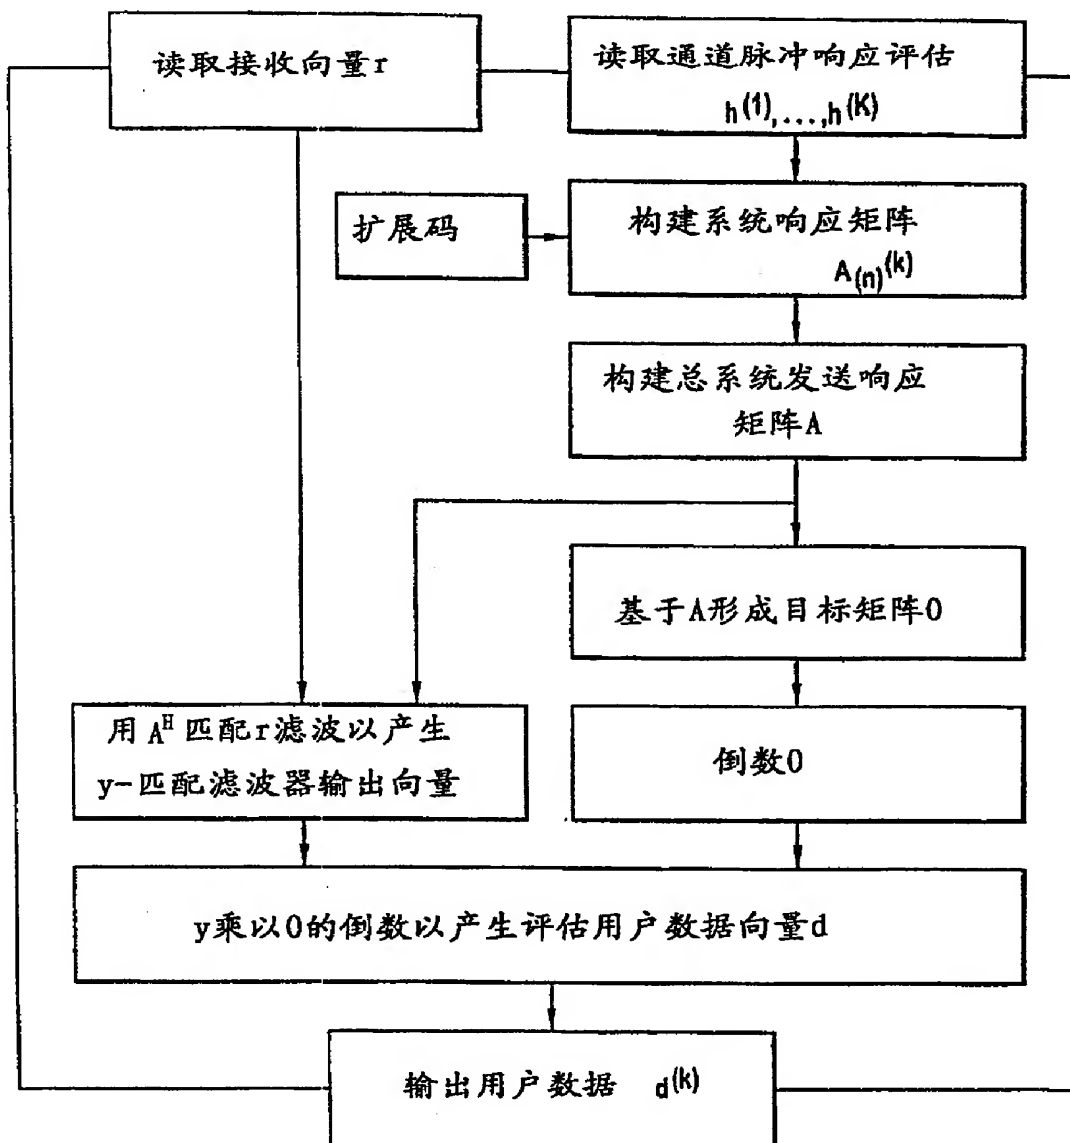 读取接收向量r
读取通道脉冲响应评估
h(1),...,h(K)
扩展码
构建系统响应矩阵
A(n)(k)
构建总系统发送响应
矩阵A
基于A形成目标矩阵O
用 Aᴴ 匹配r滤波以产生
y-匹配滤波器输出向量
倒数O
y乘以O的倒数以产生评估用户数据向量d
输出用户数据 d(k)